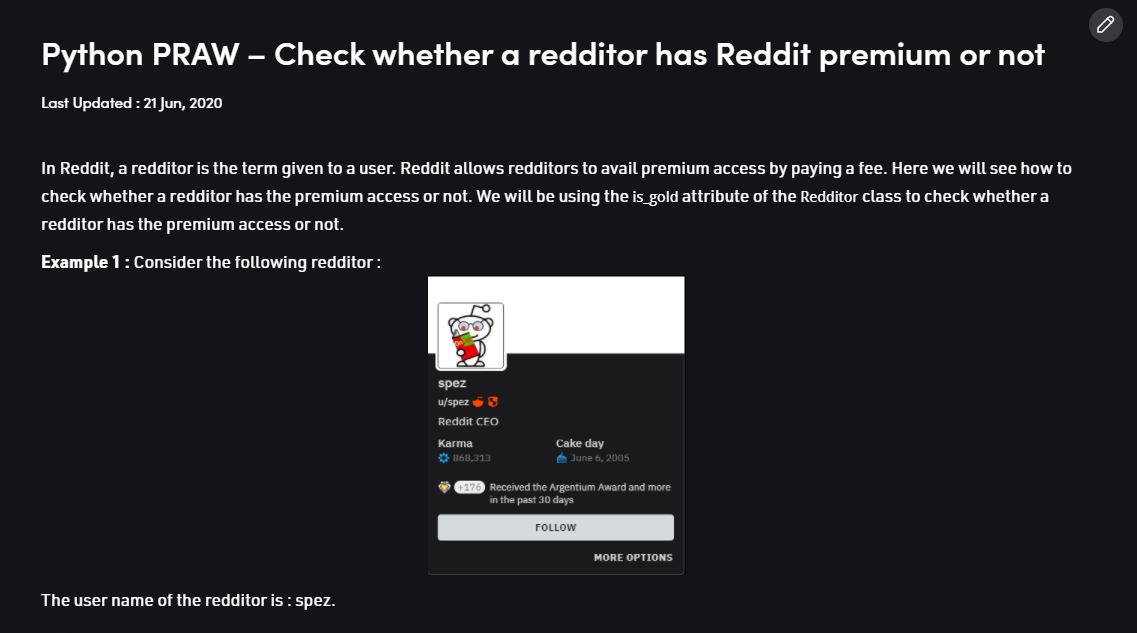 Python PRAW – Check whether a redditor has Reddit premium or not
Last Updated : 21 Jun, 2020
In Reddit, a redditor is the term given to a user. Reddit allows redditors to avail premium access by paying a fee. Here we will see how to
check whether a redditor has the premium access or not. We will be using the is_gold attribute of the Redditor class to check whether a
redditor has the premium access or not.
Example 1 : Consider the following redditor :
spez
u/spez
Reddit CEO
Karma Cake day
868,313 June 6, 2005
+176 Received the Argentium Award and more
in the past 30 days
FOLLOW
MORE OPTIONS
The user name of the redditor is : spez.